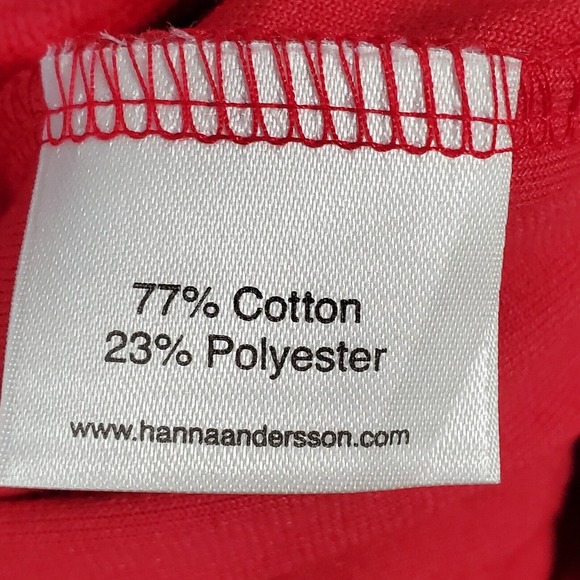 77% Cotton
23% Polyester
www.hannaandersson.com